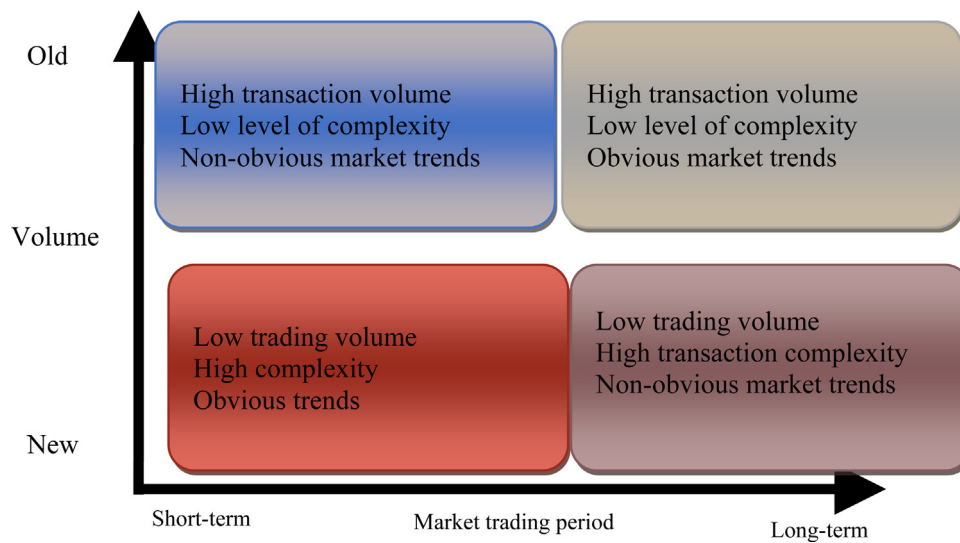 Old
High transaction volume
Low level of complexity
Non-obvious market trends
High transaction volume
Low level of complexity
Obvious market trends
Volume
Low trading volume
High complexity
Obvious trends
Low trading volume
High transaction complexity
Non-obvious market trends
New
Short-term
Market trading period
Long-term